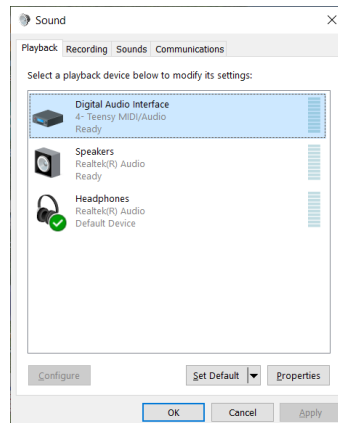 Sound
Playback Recording Sounds Communications
Select a playback device below to modify its settings:
Digital Audio Interface
4- Teensy MIDI/Audio
Ready
Speakers
Realtek(R) Audio
Ready
Headphones
Realtek(R) Audio
Default Device
Configure Set Default Properties
OK Cancel Apply